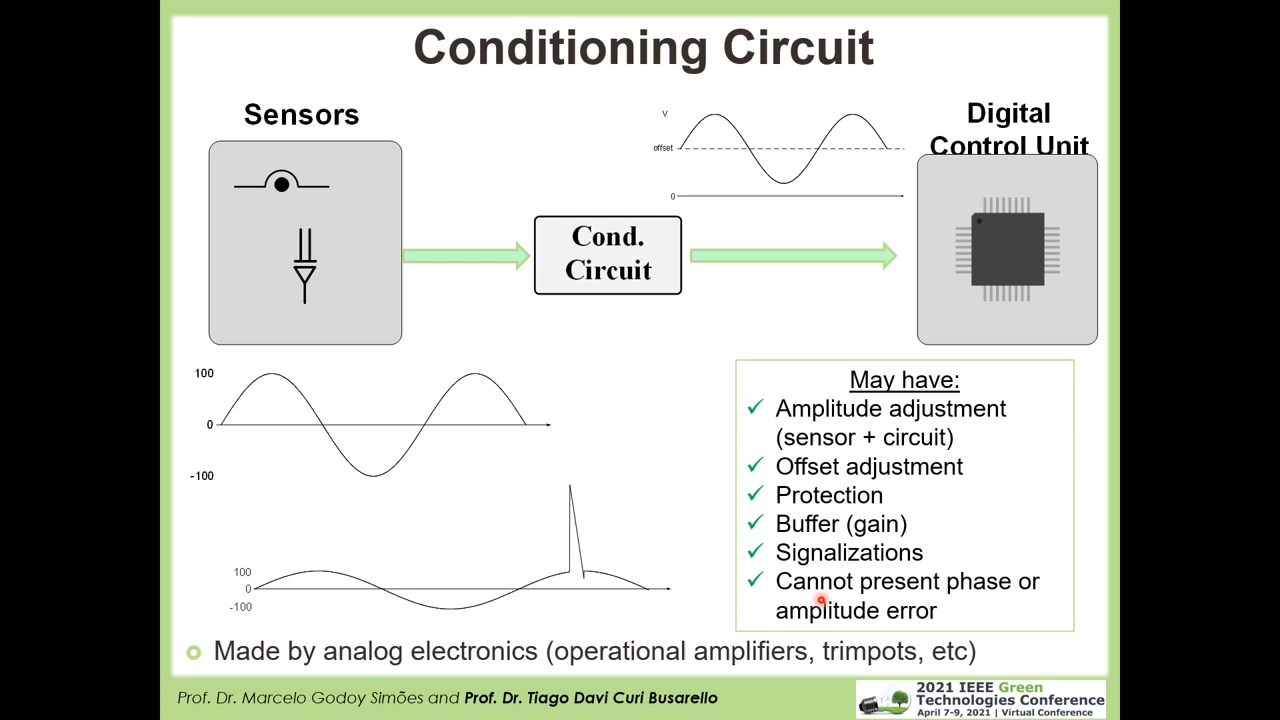 Conditioning Circuit
Sensors
V
offset
0
Digital
Control Unit
Cond.
Circuit
100
0
-100
100
0
-100
May have:
Amplitude adjustment
(sensor + circuit)
Offset adjustment
Protection
Buffer (gain)
Signalizations
Cannot present phase or
amplitude error
Made by analog electronics (operational amplifiers, trimpots, etc)
Prof. Dr. Marcelo Godoy Simões and Prof. Dr. Tiago Davi Curi Busarello
2021 IEEE Green
Technologies Conference
April 7-9, 2021 | Virtual Conference